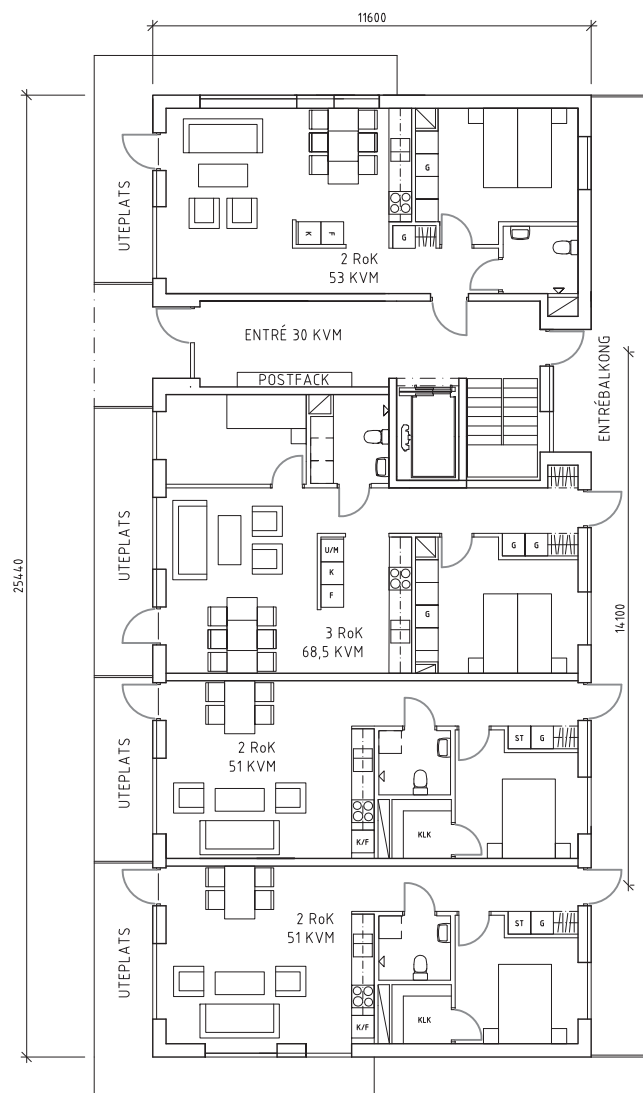 11600
UTEPLATS
G
K
F
G
2 RoK
53 KVM
ENTRÉ 30 KVM
POSTFACK
ENTRÉBALKONG
25440
14100
UTEPLATS
U/M
K
F
G
G
G
3 RoK
68,5 KVM
UTEPLATS
2 RoK
51 KVM
ST
G
KLK
K/F
UTEPLATS
2 RoK
51 KVM
ST
G
KLK
K/F